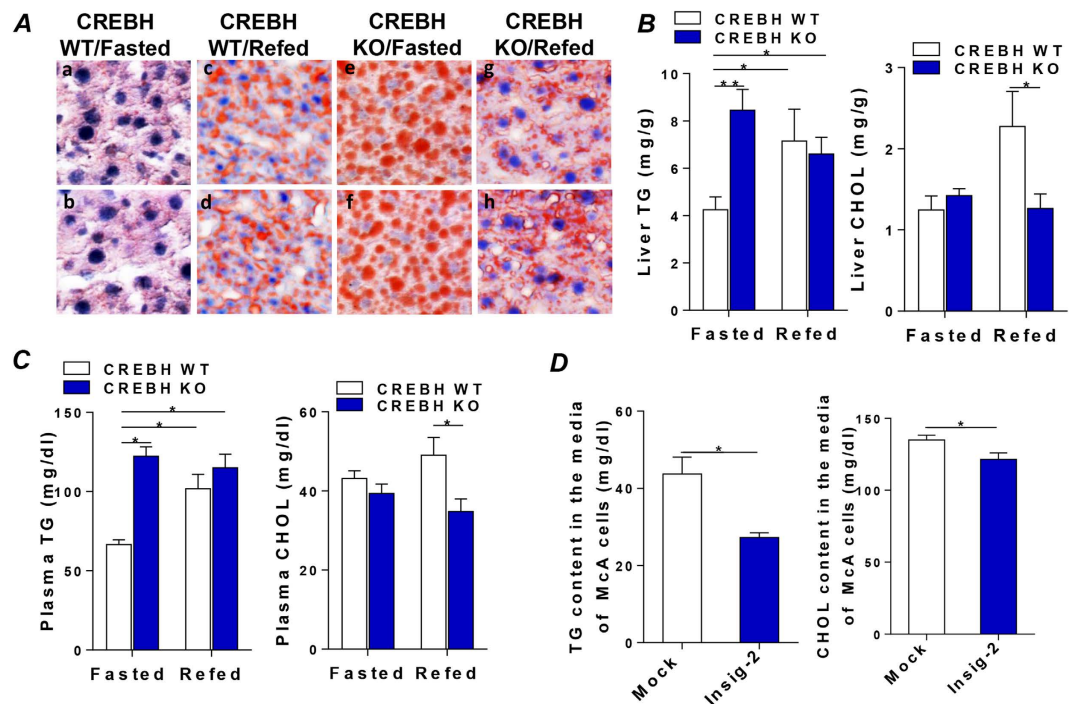 A
CREBH WT/Fasted
CREBH WT/Refed
CREBH KO/Fasted
CREBH KO/Refed
a
c
e
g
b
d
f
h
B
CREBH WT
CREBH KO
Liver TG (mg/g)
10
8
6
4
2
0
**
*
*
Fasted
Refed
CREBH WT
CREBH KO
Liver CHOL (mg/g)
3
2
1
0
*
Fasted
Refed
C
CREBH WT
CREBH KO
Plasma TG (mg/dl)
150
100
50
0
*
*
*
Fasted
Refed
CREBH WT
CREBH KO
Plasma CHOL (mg/dl)
60
40
20
0
*
Fasted
Refed
D
TG content in the media
of McA cells (mg/dl)
60
40
20
0
*
Mock
Insig-2
CHOL content in the media
of McA cells (mg/dl)
150
100
50
0
*
Mock
Insig-2